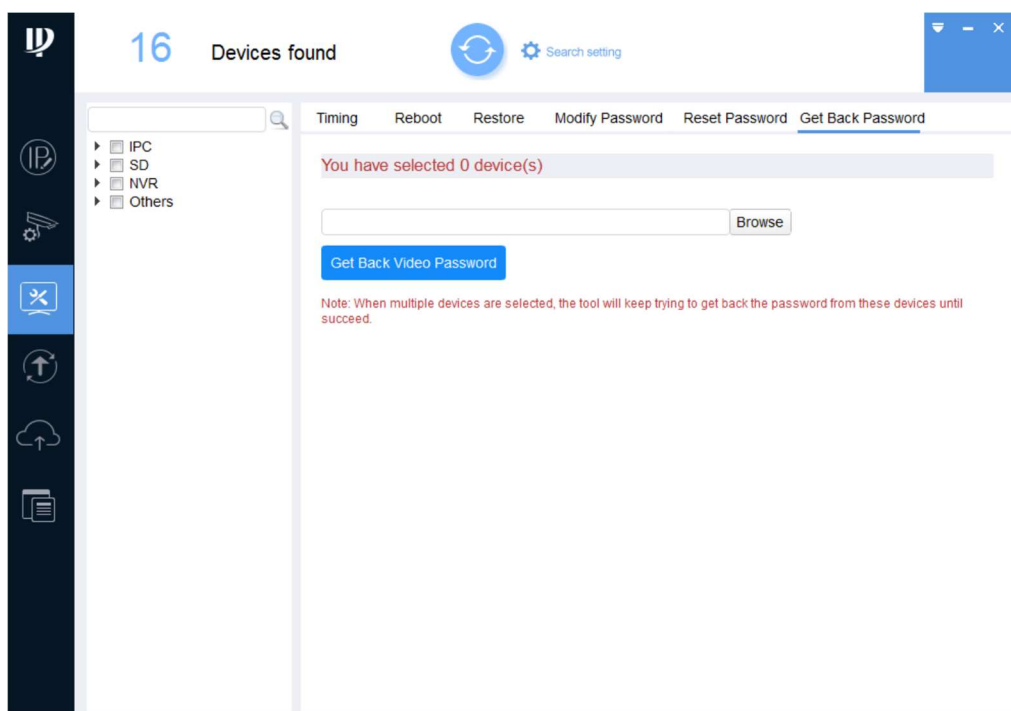 IP
16 Devices found
Search setting
IP
Timing Reboot Restore Modify Password Reset Password Get Back Password
IPC
SD
NVR
Others
You have selected 0 device(s)
Browse
Get Back Video Password
Note: When multiple devices are selected, the tool will keep trying to get back the password from these devices until
succeed.